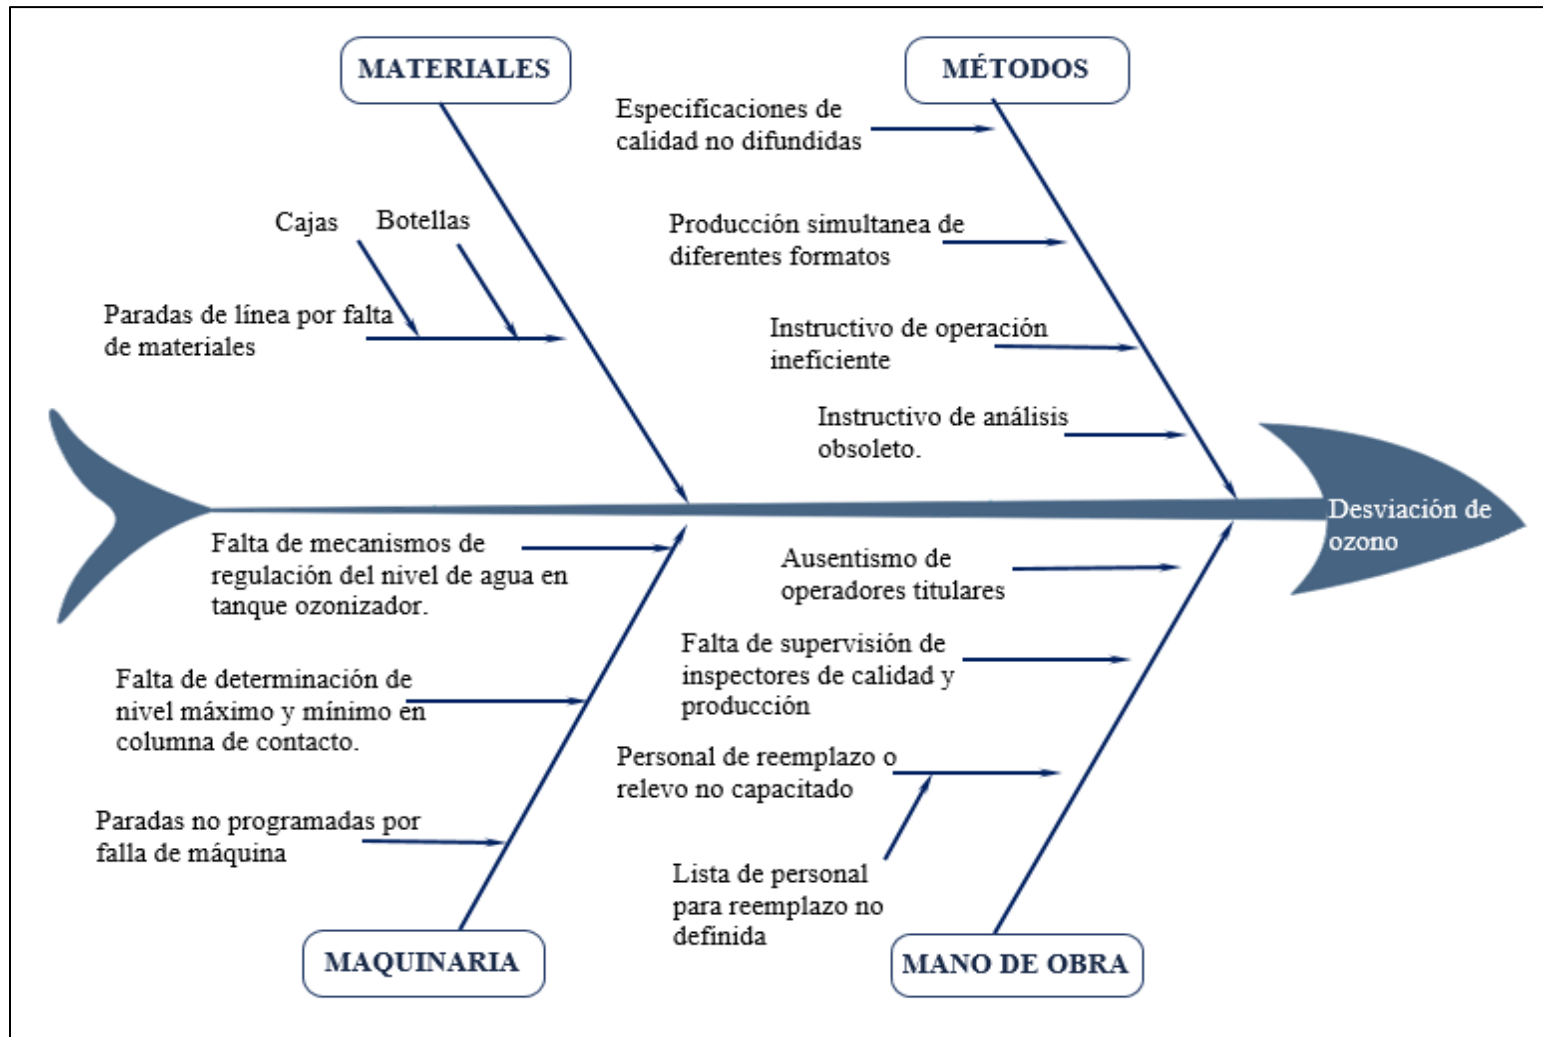 MATERIALES
MÉTODOS
Especificaciones de
calidad no difundidas
Cajas
Botellas
Producción simultanea de
diferentes formatos
Paradas de línea por falta
de materiales
Instructivo de operación
ineficiente
Instructivo de análisis
obsoleto.
Desviación de
ozono
Falta de mecanismos de
regulación del nivel de agua en
tanque ozonizador.
Ausentismo de
operadores titulares
Falta de determinación de
nivel máximo y mínimo en
columna de contacto.
Falta de supervisión de
inspectores de calidad y
producción
Personal de reemplazo o
relevo no capacitado
Paradas no programadas por
falla de máquina
Lista de personal
para reemplazo no
definida
MAQUINARIA
MANO DE OBRA